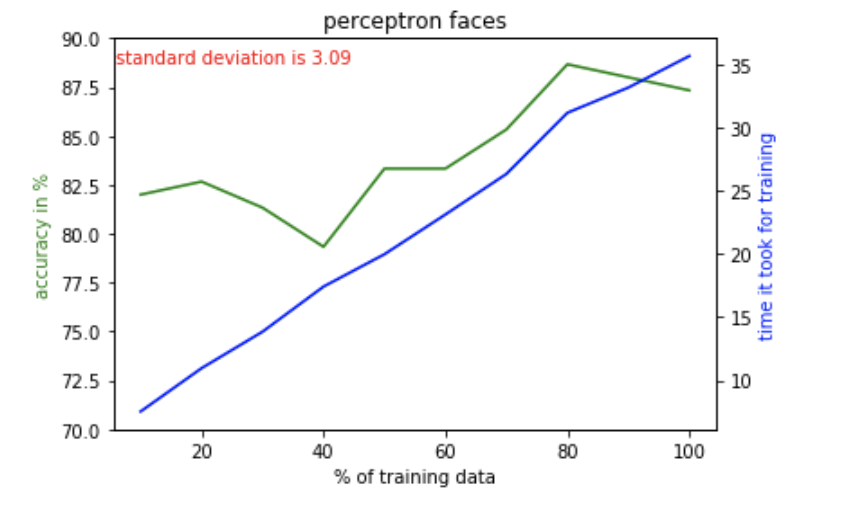 perceptron faces
standard deviation is 3.09
90.0
87.5
85.0
82.5
80.0
77.5
75.0
72.5
70.0
accuracy in %
35
30
25
20
15
10
time it took for training
20 40 60 80 100
% of training data